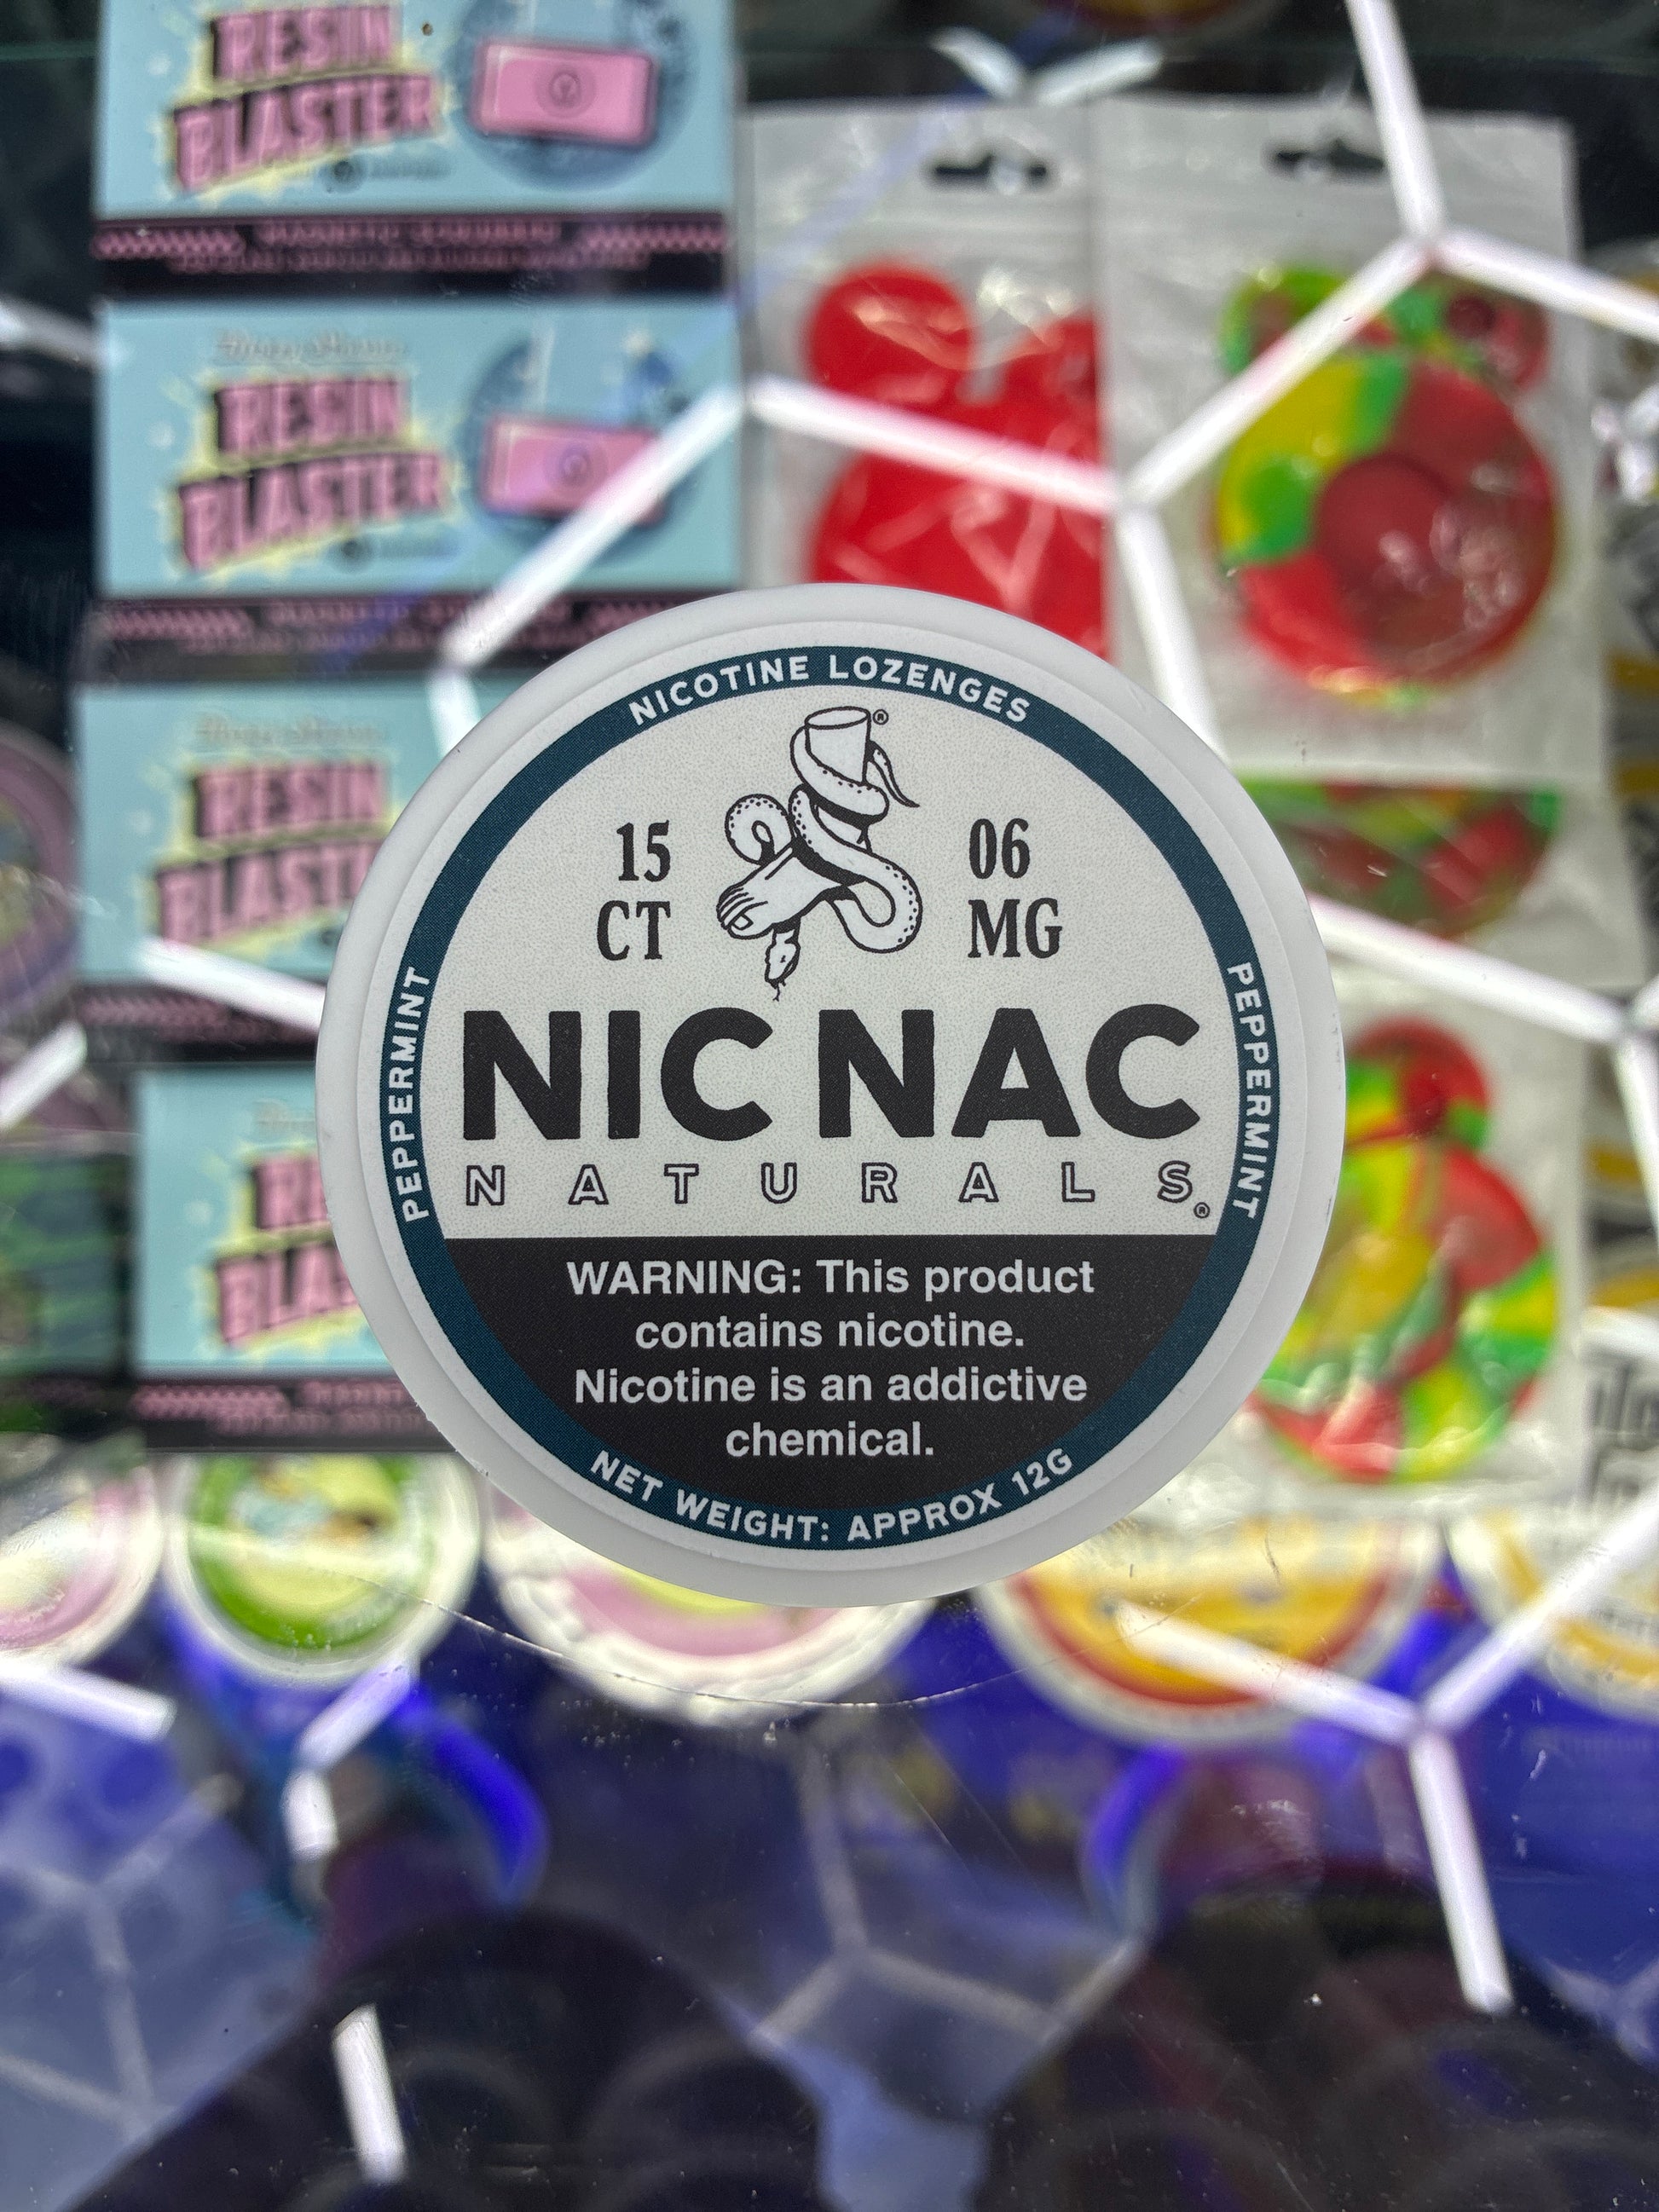 RESIN
BLASTER
RESIN
BLASTER
RESIN
BLASTER
NICOTINE LOZENGES
®
15
CT
06
MG
PEPPERMINT
PEPPERMINT
NIC NAC
NATURALS®
WARNING: This product
contains nicotine.
Nicotine is an addictive
chemical.
NET WEIGHT: APPROX 12G